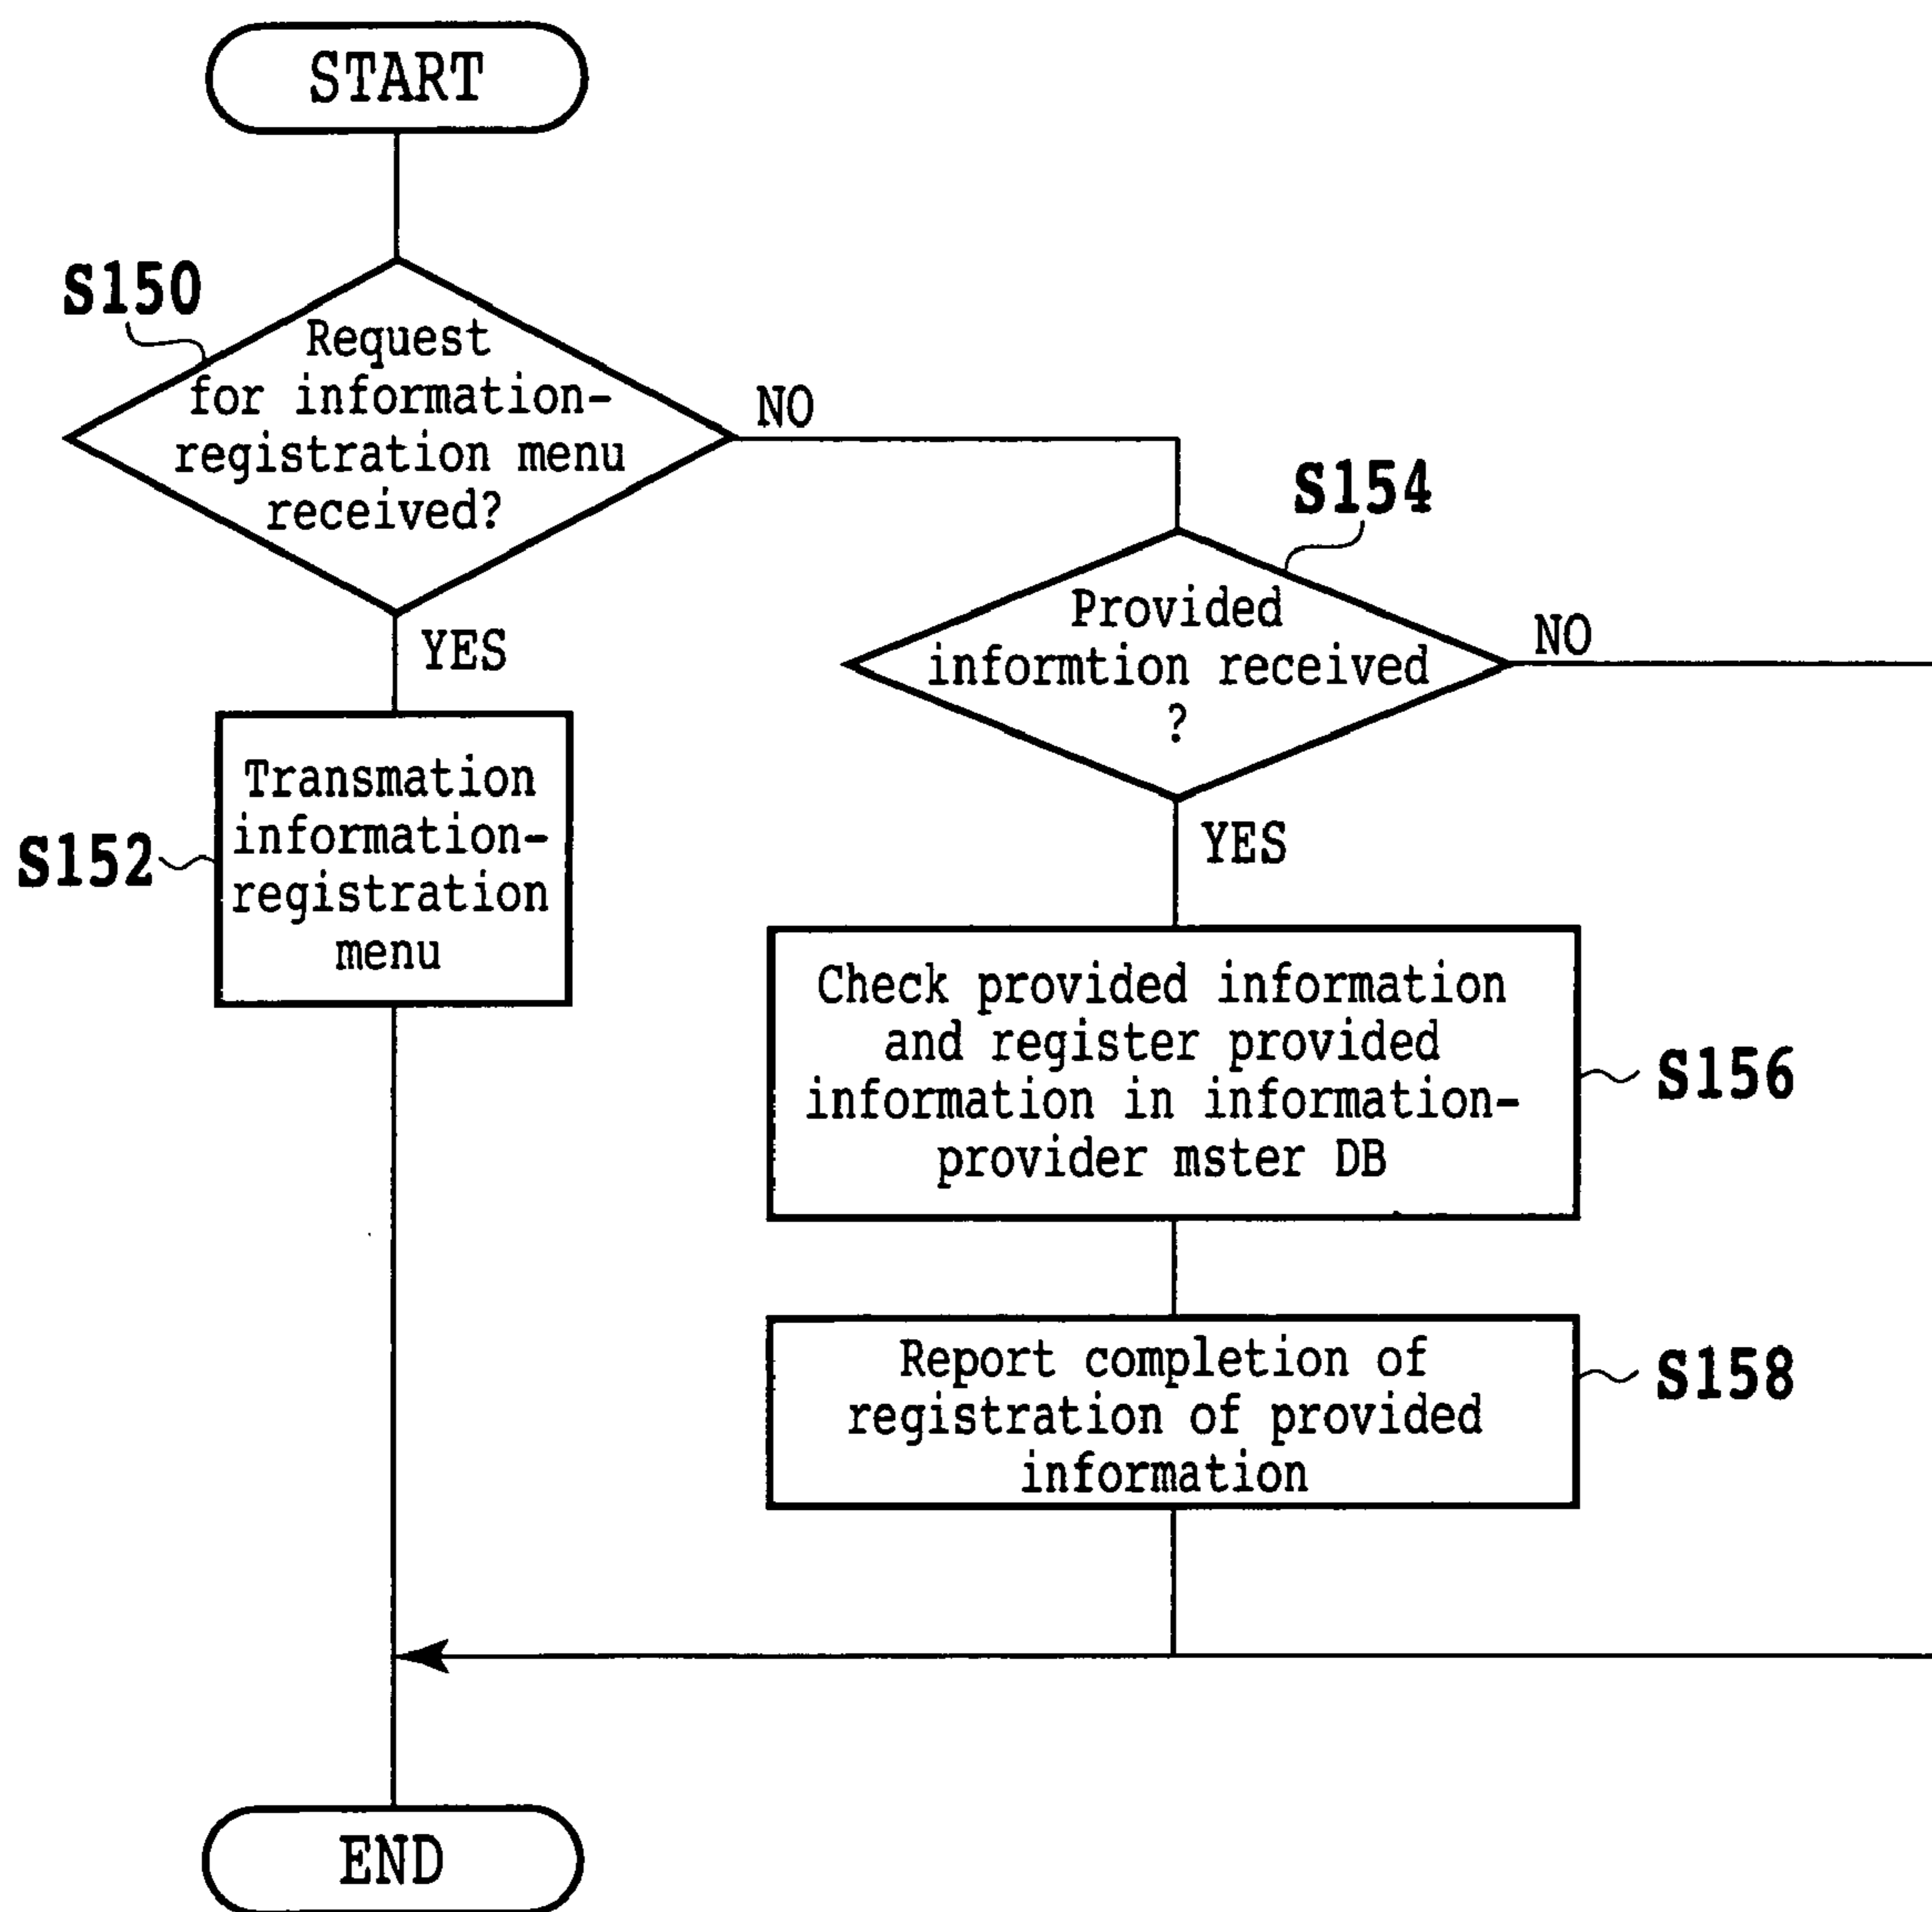 START
S150
Request
for information-
registration menu
received?
NO
YES
S154
Provided
informtion received
?
NO
YES
S152
Transmation
information-
registration
menu
Check provided information
and register provided
information in information-
provider mster DB
S156
Report completion of
registration of provided
information
S158
END